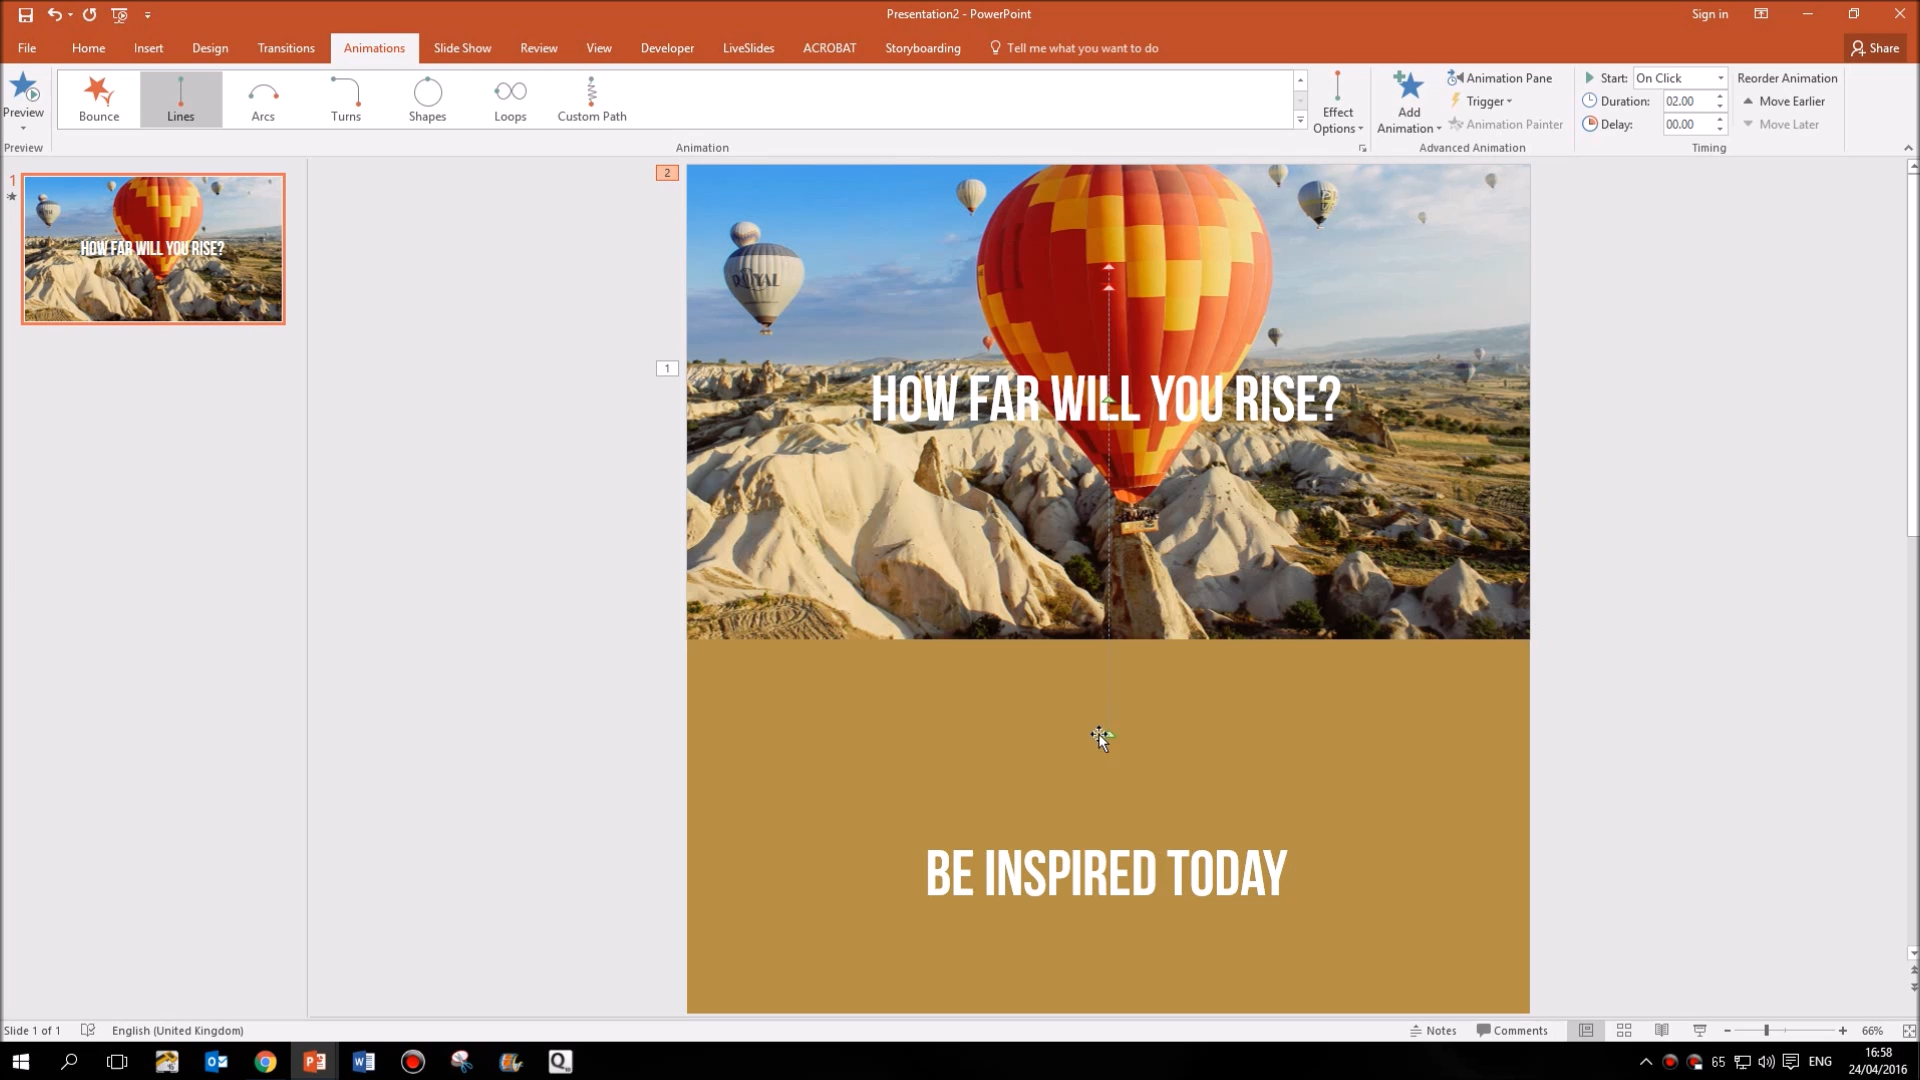 Presentation2 - PowerPoint
Sign in
File Home Insert Design Transitions Animations Slide Show Review View Developer LiveSlides ACROBAT Storyboarding Tell me what you want to do Share
Preview
Bounce Lines Arcs Turns Shapes Loops Custom Path
Effect Options
Add Animation
Animation Pane
Trigger
Animation Painter
Start: On Click
Duration: 02.00
Delay: 00.00
Reorder Animation
Move Earlier
Move Later
Preview Animation Advanced Animation Timing
1
HOW FAR WILL YOU RISE?
2
1
ROYAL
HOW FAR WILL YOU RISE?
BE INSPIRED TODAY
Slide 1 of 1 English (United Kingdom) Notes Comments 66%
65 ENG 16:58
24/04/2016